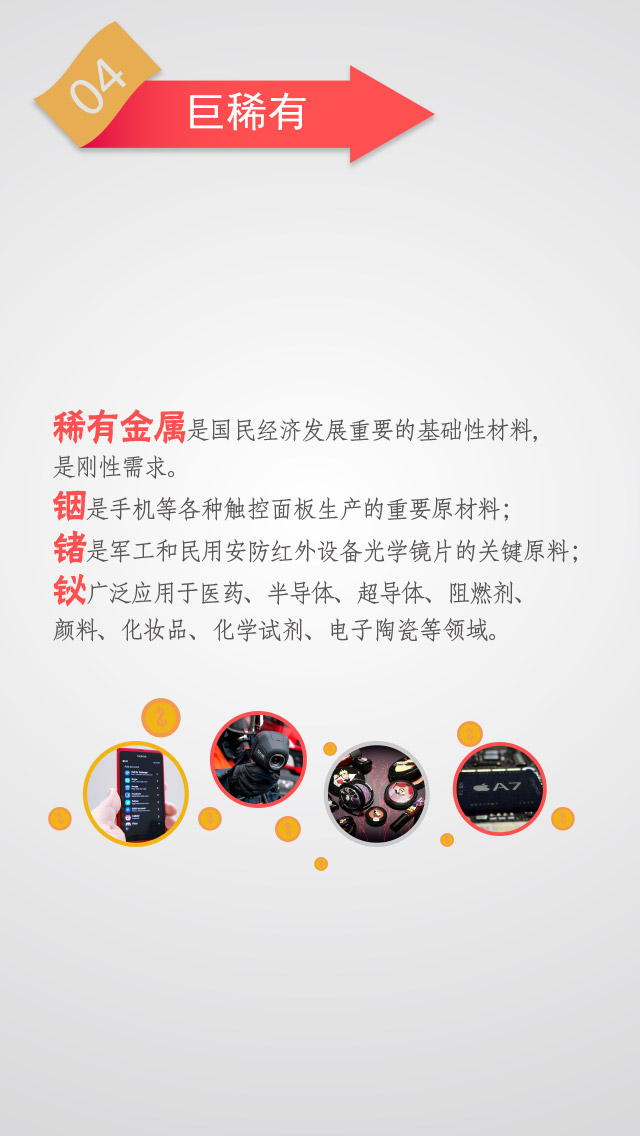 04
巨稀有
稀有金属是国民经济发展重要的基础性材料,
是刚性需求。
铟是手机等各种触控面板生产的重要原材料;
锗是军工和民用安防红外设备光学镜片的关键原料;
铋广泛应用于医药、半导体、超导体、阻燃剂、
颜料、化妆品、化学试剂、电子陶瓷等领域。
A7